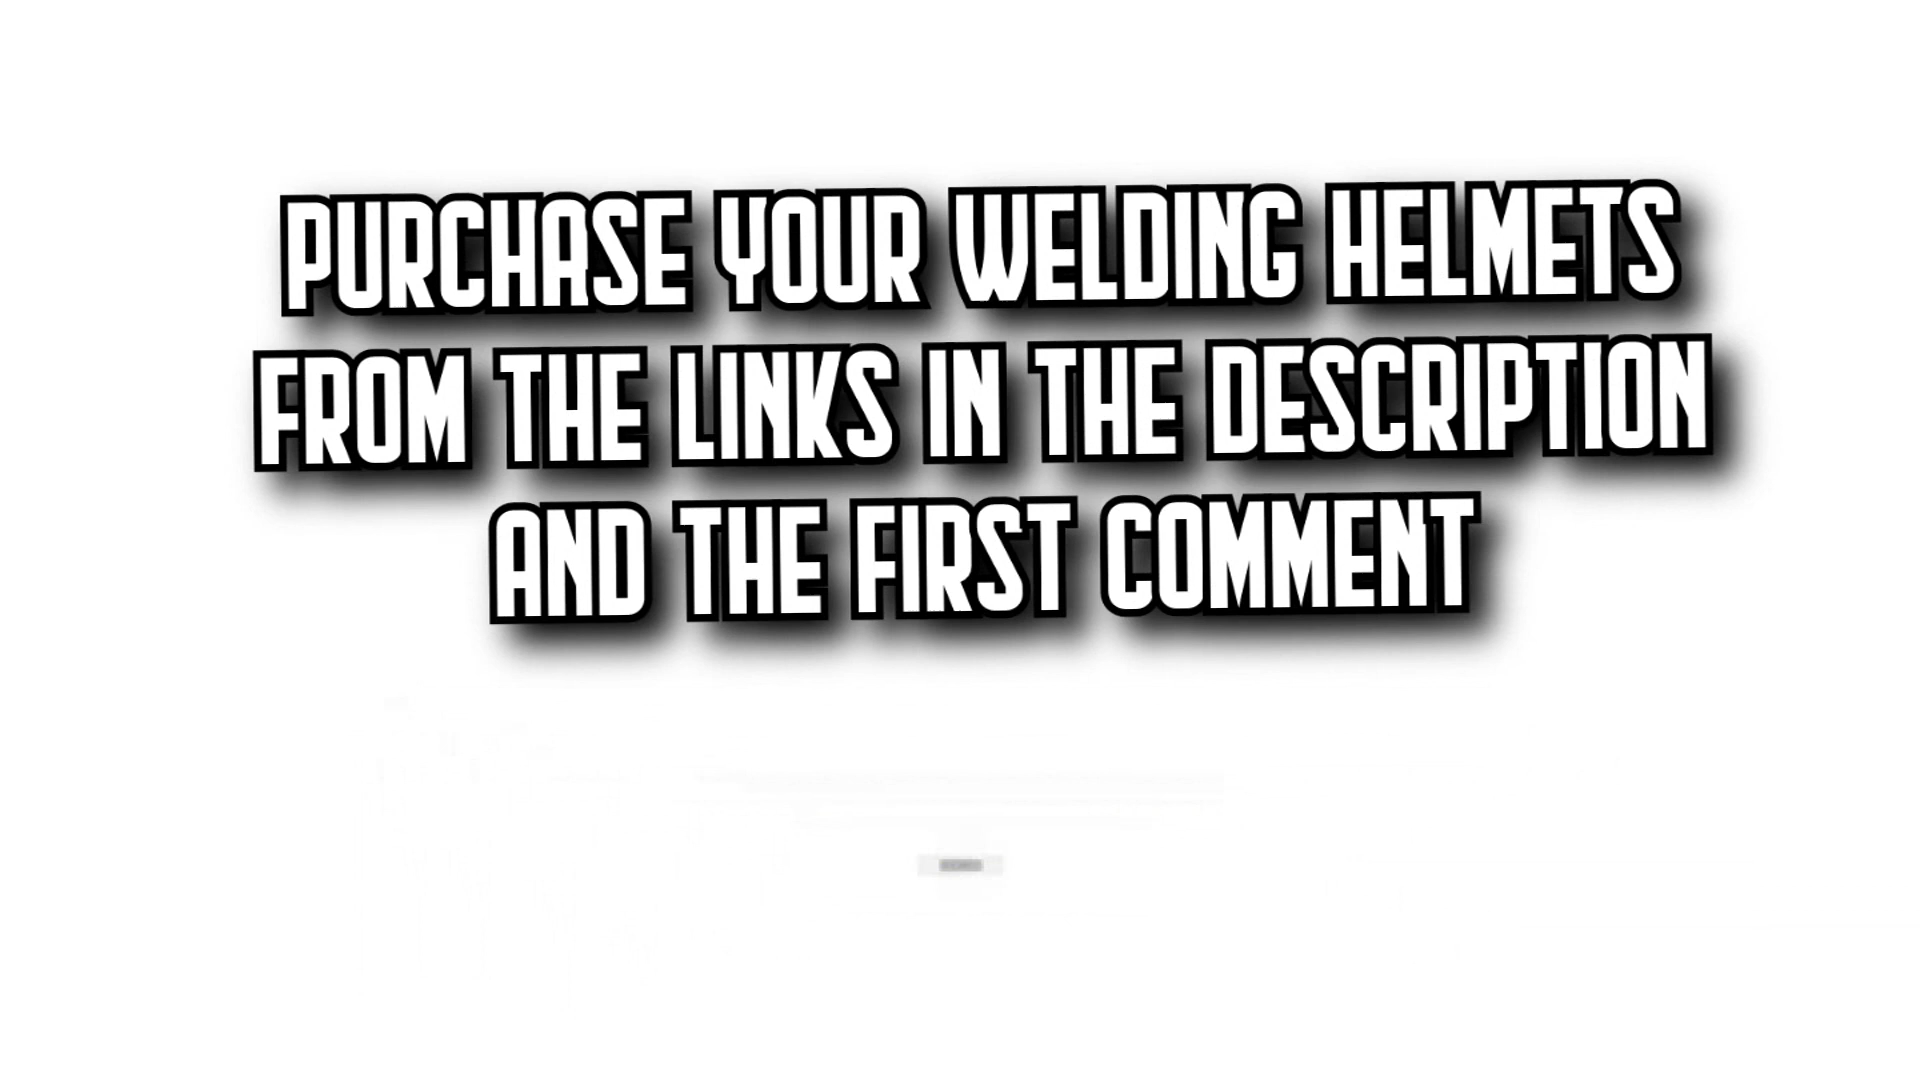 PURCHASE YOUR WELDING HELMETS
FROM THE LINKS IN THE DESCRIPTION
AND THE FIRST COMMENT